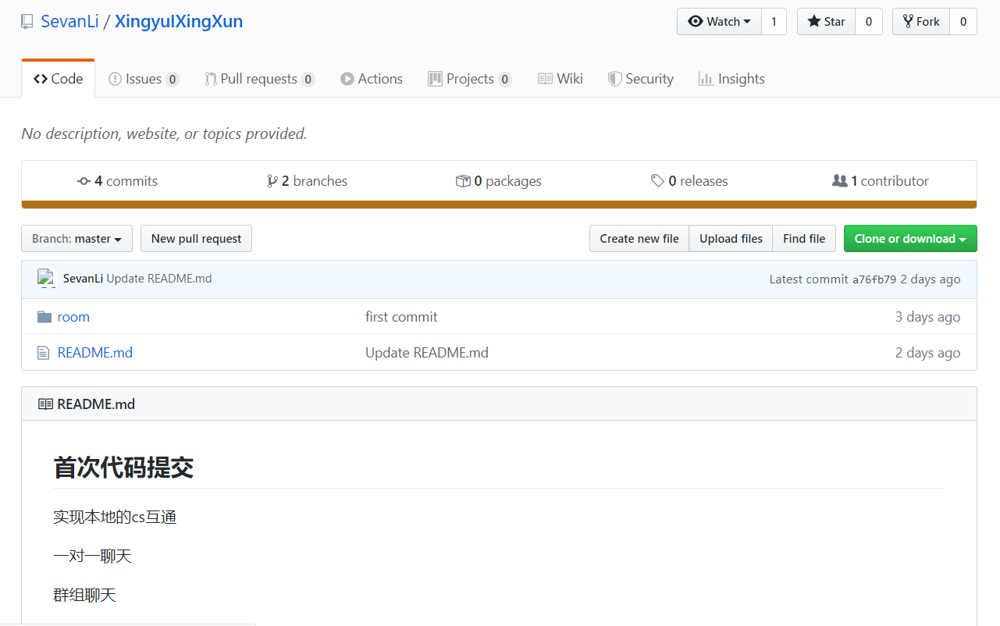 SevanLi / XingyulXingXun
Watch 1 Star 0 Fork 0
Code Issues 0 Pull requests 0 Actions Projects 0 Wiki Security Insights
No description, website, or topics provided.
4 commits 2 branches 0 packages 0 releases 1 contributor
Branch: master New pull request Create new file Upload files Find file Clone or download
SevanLi Update README.md Latest commit a76fb79 2 days ago
room first commit 3 days ago
README.md Update README.md 2 days ago
README.md
首次代码提交
实现本地的cs互通
一对一聊天
群组聊天